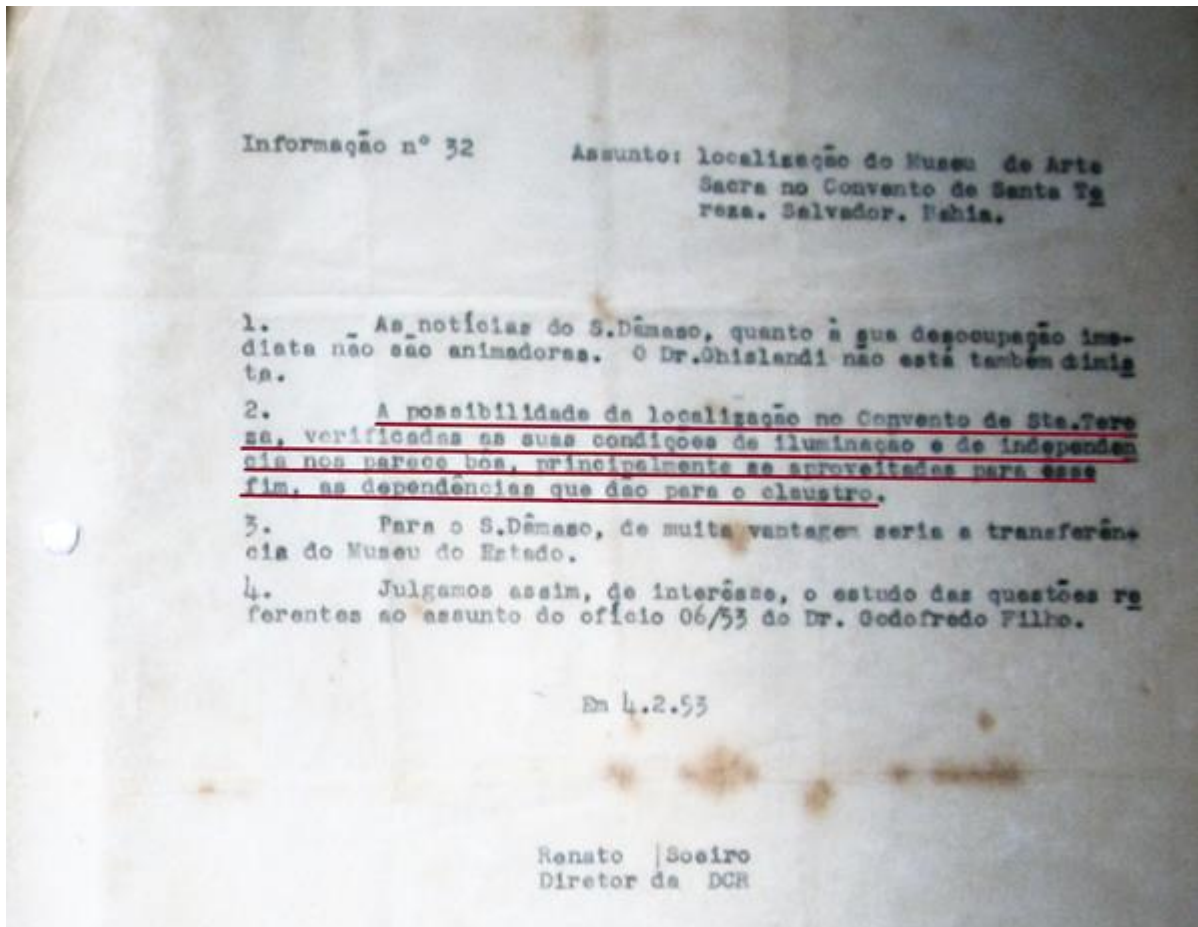 Informação nº 32
Assunto: localização do Museu de Arte
Sacra no Convento de Santa Te
reza. Salvador. Bahia.
1. As notícias do S.Dâmaso, quanto à sua desocupação ime-
diata não são animadoras. O Dr.Ghislandi não está também
ta.
2. A possibilidade da localização no Convento de Sta.Tere
sa, verificadas as suas condições de iluminação e de independen
cia nos parece bôa, principalmente se aproveitadas para esse
fim, as dependências que dão para o claustro.
3. Para o S.Dâmaso, de muita vantagem seria a transferên-
cia do Museu do Estado.
4. Julgamos assim, de interêsse, o estudo das questões re
ferentes ao assunto do ofício 06/53 do Dr. Godofredo Filho.
Em 4.2.53
Renato Soeiro
Diretor da DCR